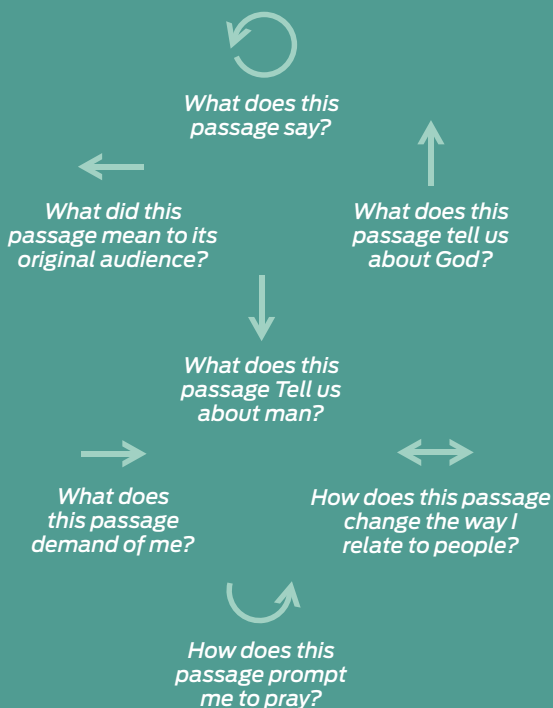 What does this
passage say?
What did this
passage mean to its
original audience?
What does this
passage tell us
about God?
What does this
passage Tell us
about man?
What does
this passage
demand of me?
How does this passage
change the way I
relate to people?
How does this
passage prompt
me to pray?